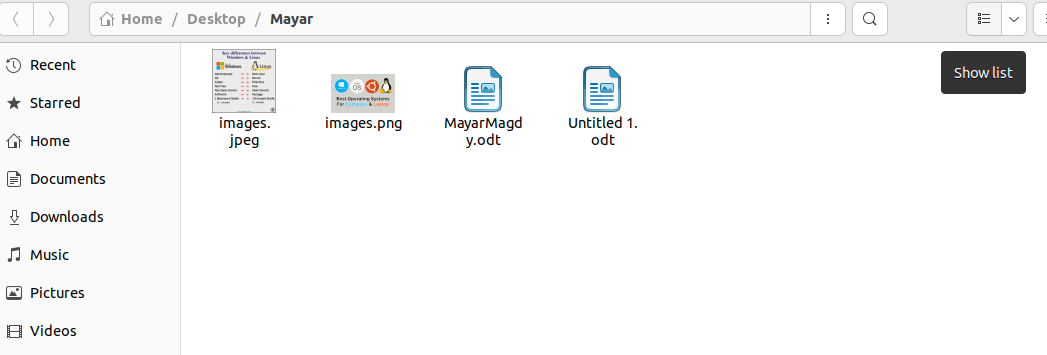 Home / Desktop / Mayar
Recent
Starred
Home
Documents
Downloads
Music
Pictures
Videos
Key differences between
Windows & Linux
Windows
Linux
images.
jpeg
OS
Best Operating Systems
For Computer & Laptop
images.png
MayarMagd
y.odt
Untitled 1.
odt
Show list